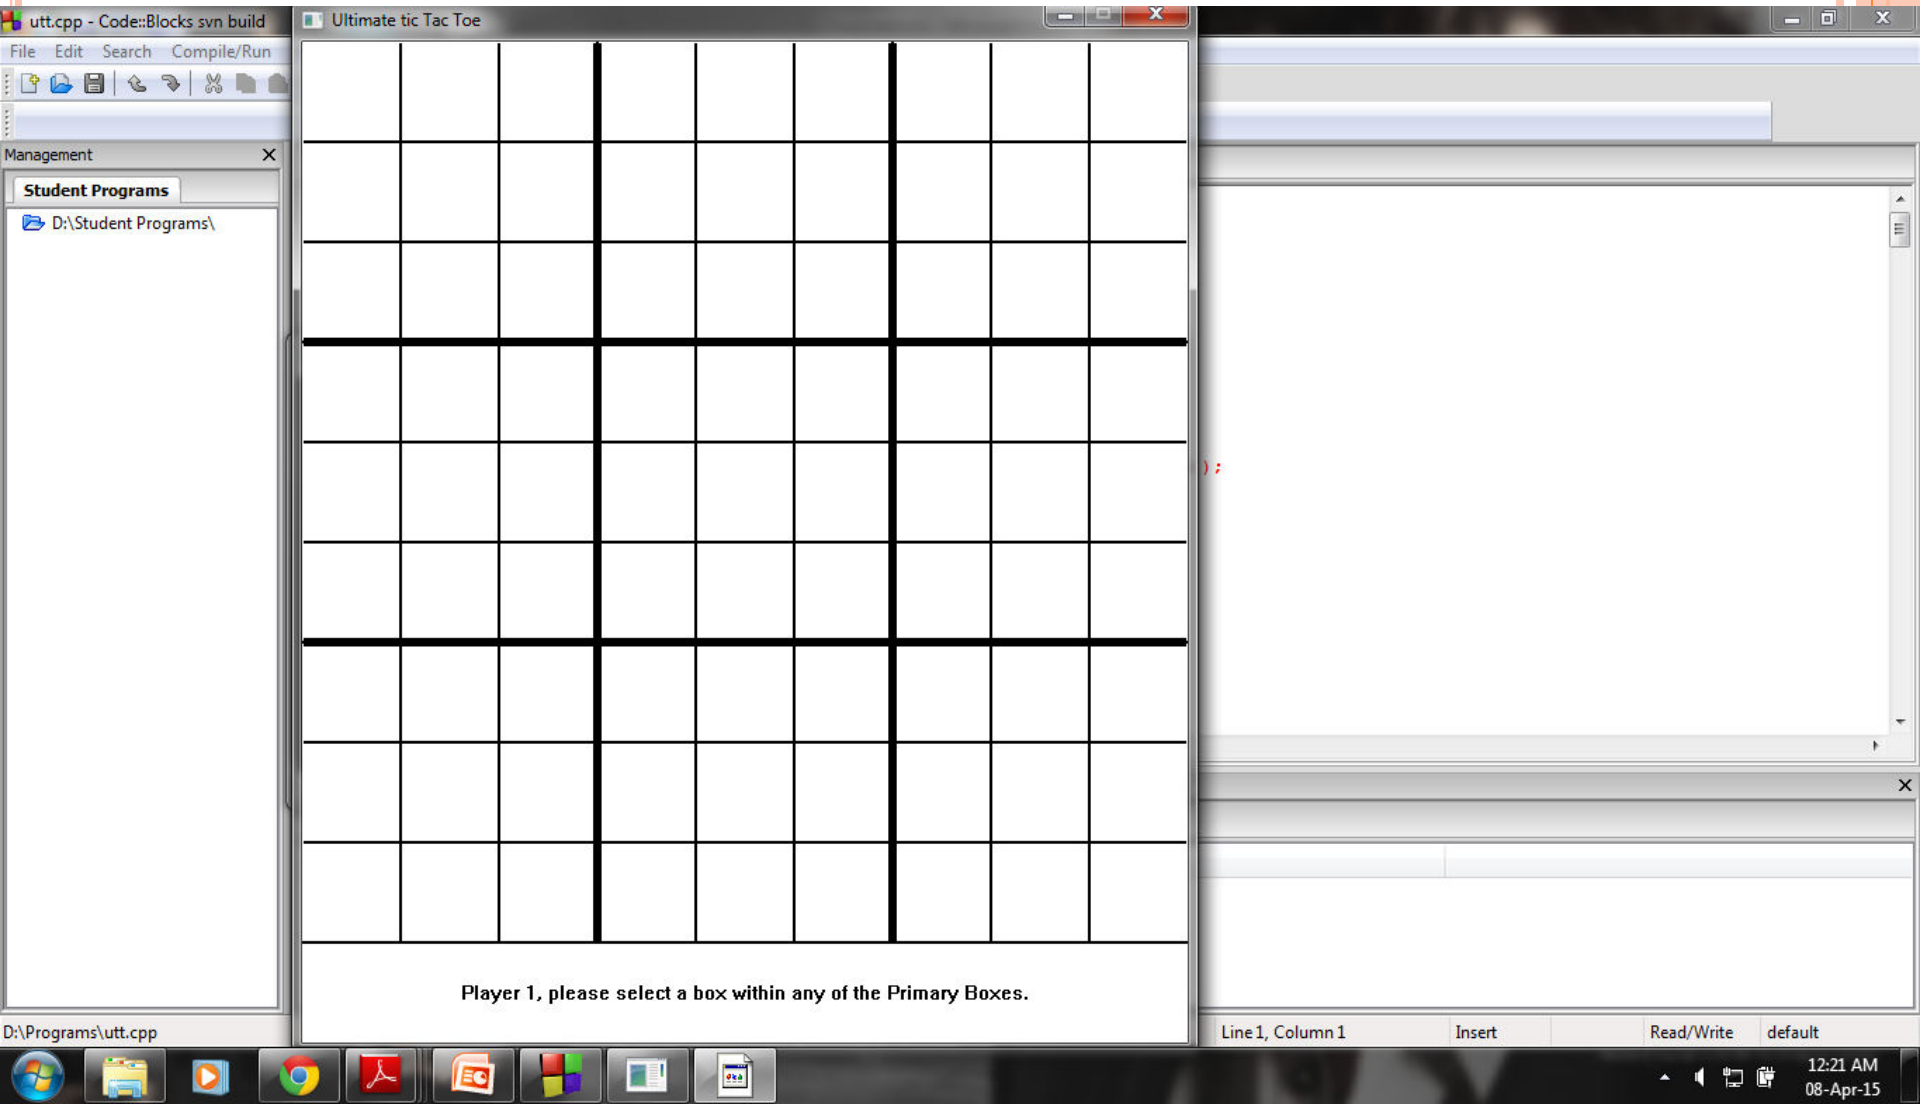 utt.cpp - Code::Blocks svn build
Ultimate tic Tac Toe
File Edit Search Compile/Run
Management
Student Programs
D:\Student Programs\
);
Player 1, please select a box within any of the Primary Boxes.
D:\Programs\utt.cpp
Line 1, Column 1
Insert
Read/Write
default
12:21 AM
08-Apr-15